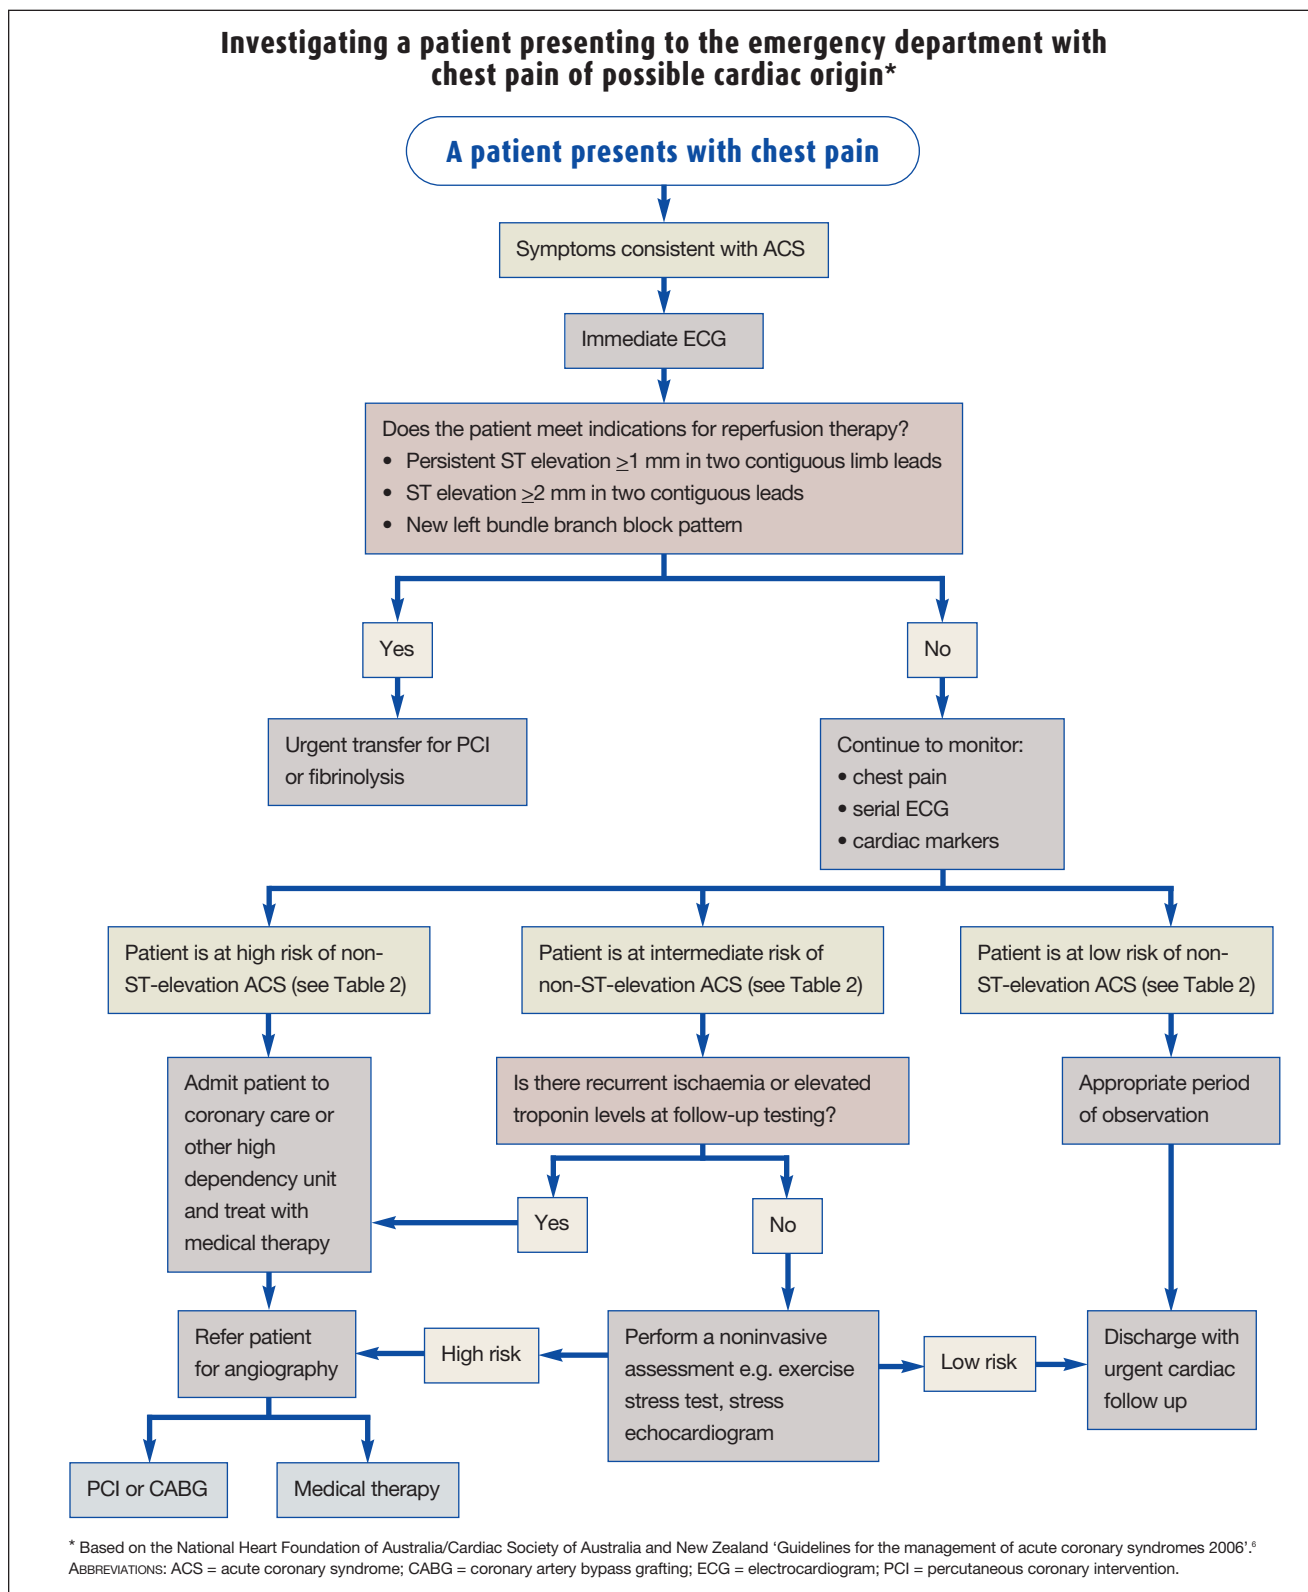 Investigating a patient presenting to the emergency department with
chest pain of possible cardiac origin*
A patient presents with chest pain
Symptoms consistent with ACS
Immediate ECG
Does the patient meet indications for reperfusion therapy?
• Persistent ST elevation ≥1 mm in two contiguous limb leads
• ST elevation ≥2 mm in two contiguous leads
• New left bundle branch block pattern
Yes
No
Urgent transfer for PCI
or fibrinolysis
Continue to monitor:
• chest pain
• serial ECG
• cardiac markers
Patient is at high risk of non-
ST-elevation ACS (see Table 2)
Patient is at intermediate risk of
non-ST-elevation ACS (see Table 2)
Patient is at low risk of non-
ST-elevation ACS (see Table 2)
Admit patient to
coronary care or
other high
dependency unit
and treat with
medical therapy
Is there recurrent ischaemia or elevated
troponin levels at follow-up testing?
Appropriate period
of observation
Yes
No
Refer patient
for angiography
High risk
Perform a noninvasive
assessment e.g. exercise
stress test, stress
echocardiogram
Low risk
Discharge with
urgent cardiac
follow up
PCI or CABG
Medical therapy
* Based on the National Heart Foundation of Australia/Cardiac Society of Australia and New Zealand ‘Guidelines for the management of acute coronary syndromes 2006’.⁶
ABBREVIATIONS: ACS = acute coronary syndrome; CABG = coronary artery bypass grafting; ECG = electrocardiogram; PCI = percutaneous coronary intervention.